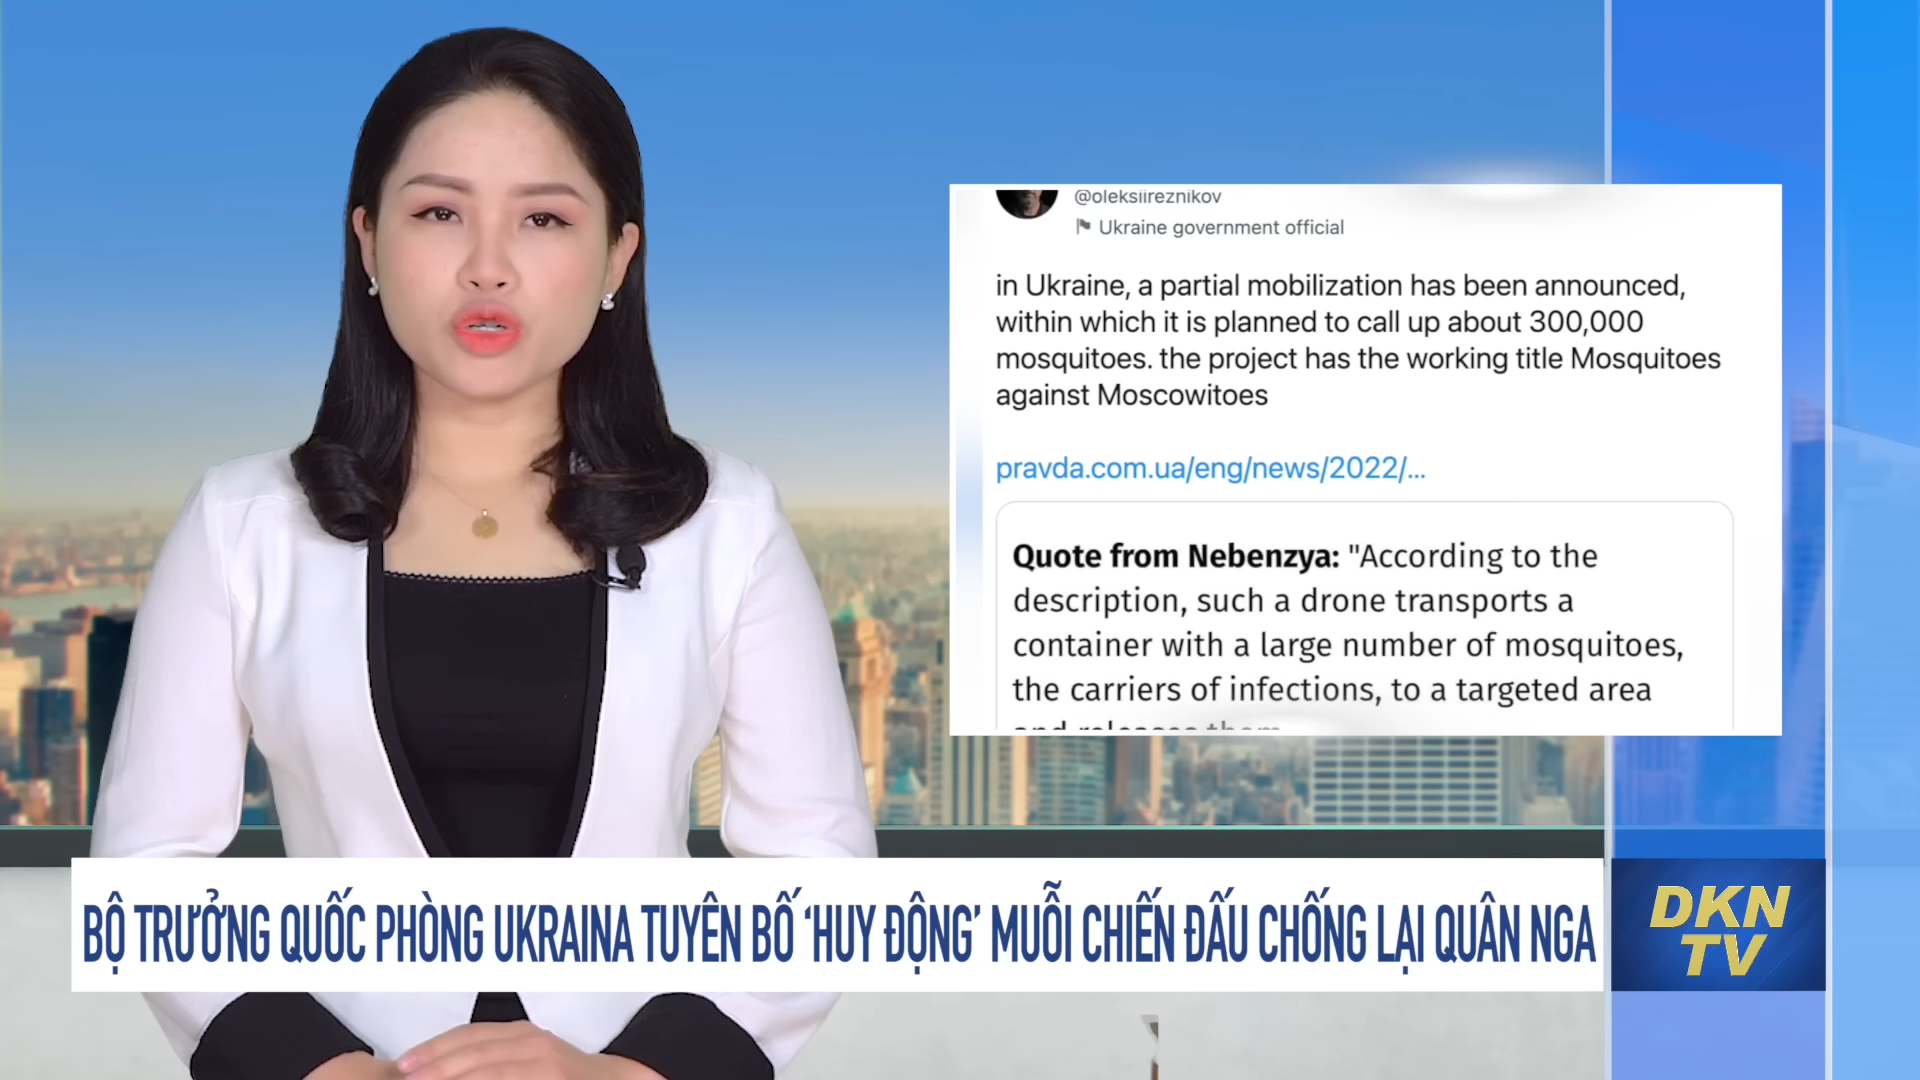 @oleksiireznikov
Ukraine government official
in Ukraine, a partial mobilization has been announced,
within which it is planned to call up about 300,000
mosquitoes. the project has the working title Mosquitoes
against Moscowitoes
pravda.com.ua/eng/news/2022/...
Quote from Nebenzya: "According to the
description, such a drone transports a
container with a large number of mosquitoes,
the carriers of infections, to a targeted area
and releases them
BỘ TRƯỞNG QUỐC PHÒNG UKRAINA TUYÊN BỐ ‘HUY ĐỘNG’ MUỖI CHIẾN ĐẤU CHỐNG LẠI QUÂN NGA
DKN
TV